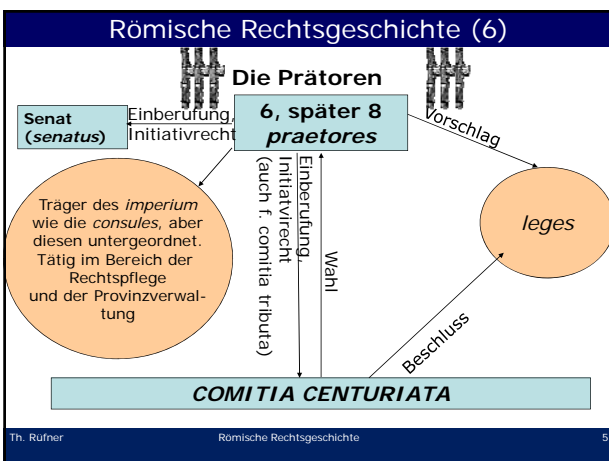 Römische Rechtsgeschichte (6)
Die Prätoren
Senat
(senatus)
Einberufung,
Initiativrecht
6, später 8
praetores
Vorschlag
Träger des imperium
wie die consules, aber
diesen untergeordnet.
Tätig im Bereich der
Rechtspflege
und der Provinzverwal-
tung
Einberufung,
Initiatvirecht
(auch f. comitia tributa)
Wahl
leges
Beschluss
COMITIA CENTURIATA
Th. Rüfner
Römische Rechtsgeschichte
5